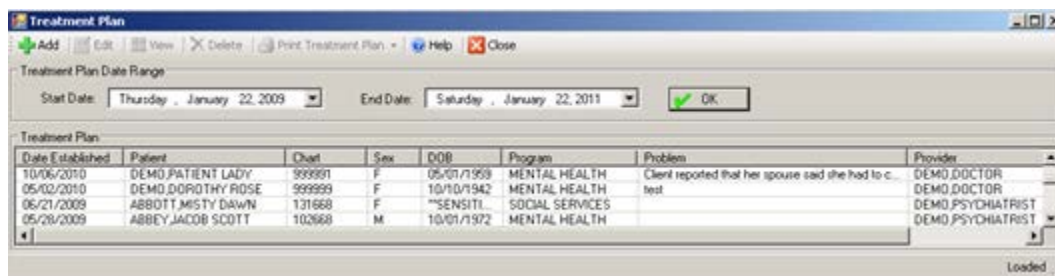 Treatment Plan
Add Edit View Delete Print Treatment Plan Help Close
Treatment Plan Date Range
Start Date: Thursday , January 22, 2009 End Date: Saturday , January 22, 2011 OK
Treatment Plan
Date Established Patient Chart Sex DOB Program Problem Provider
10/06/2010 DEMO,PATIENT LADY 999991 F 05/01/1959 MENTAL HEALTH Client reported that her spouse said she had to c... DEMO,DOCTOR
05/02/2010 DEMO,DOROTHY ROSE 999999 F 10/10/1942 MENTAL HEALTH test DEMO,DOCTOR
06/21/2009 ABBOTT,MISTY DAWN 131668 F **SENSITI... SOCIAL SERVICES DEMO,PSYCHIATRIST
05/28/2009 ABBEY,JACOB SCOTT 102668 M 10/01/1972 MENTAL HEALTH DEMO,PSYCHIATRIST
Loaded